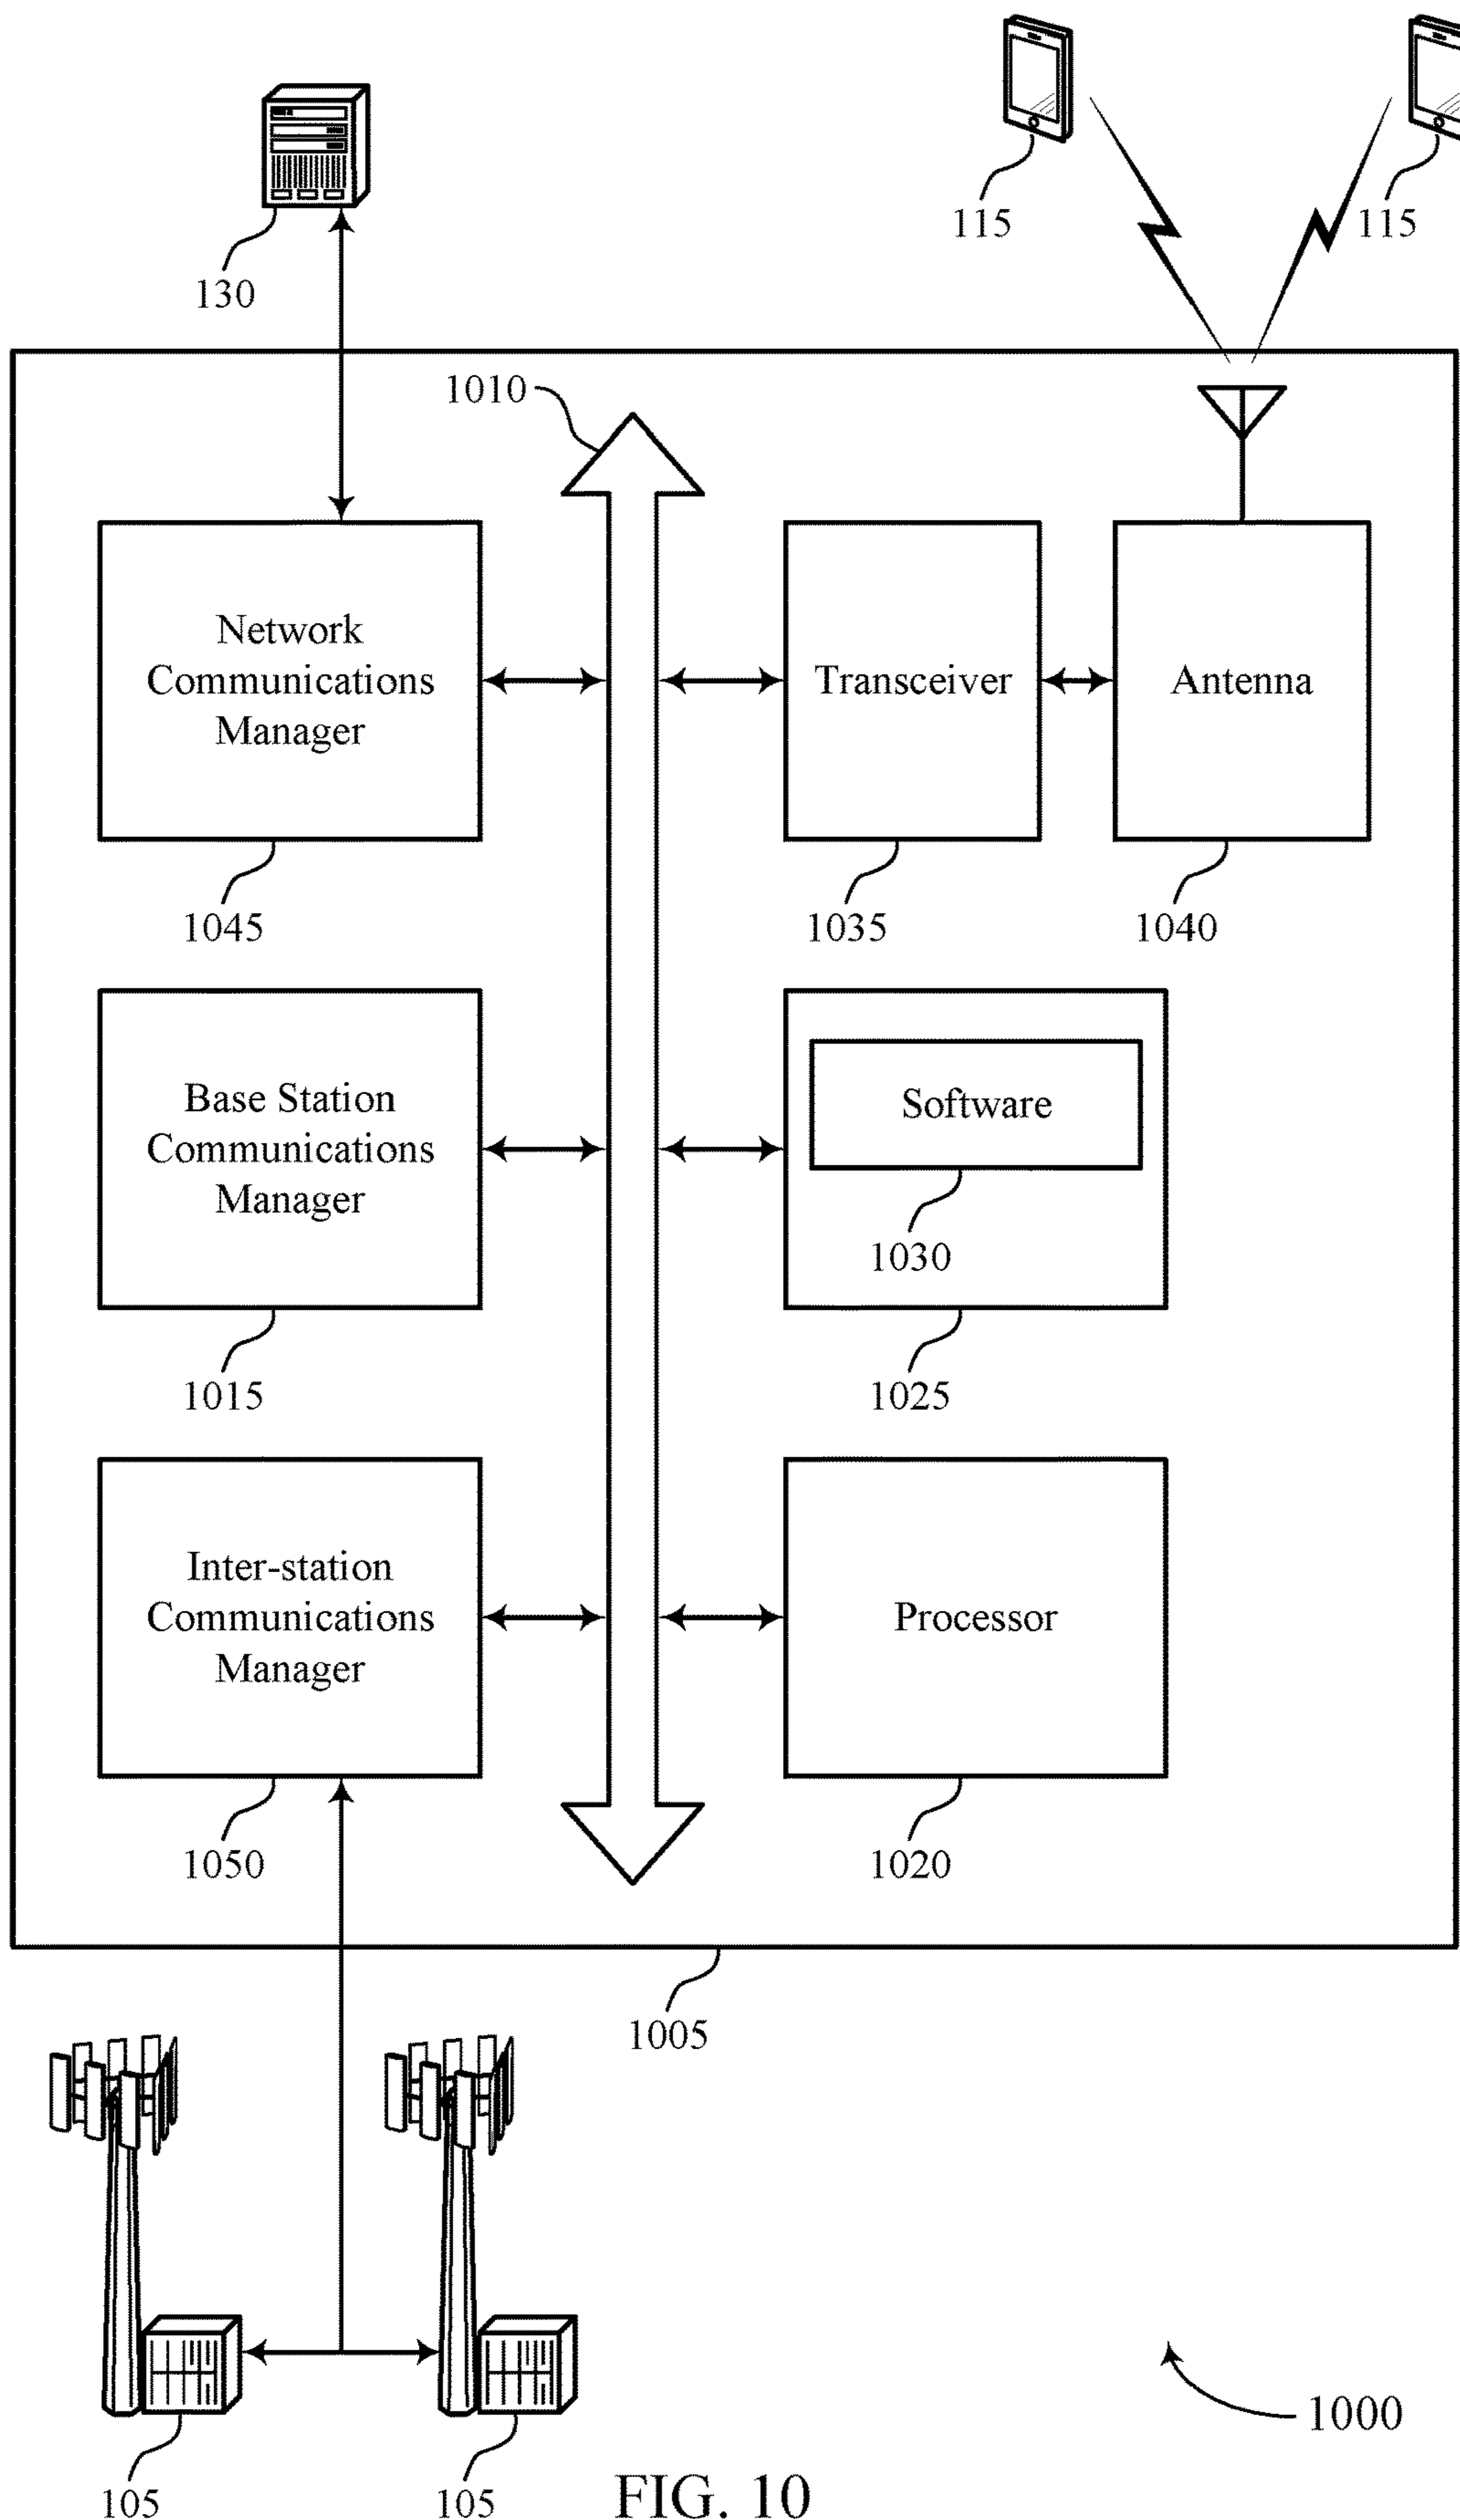 115
115
130
1010
Network
Communications
Manager
Transceiver
Antenna
1045
1035
1040
Base Station
Communications
Manager
Software
1030
1015
1025
Inter-station
Communications
Manager
Processor
1050
1020
1005
1000
105
105
FIG. 10